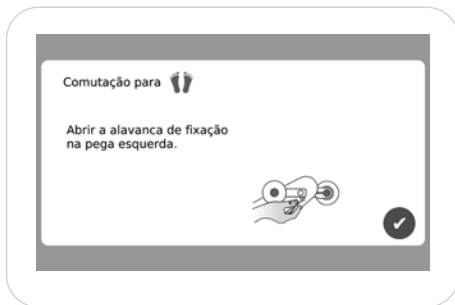 Comutação para
Abrir a alavanca de fixação
na pega esquerda.